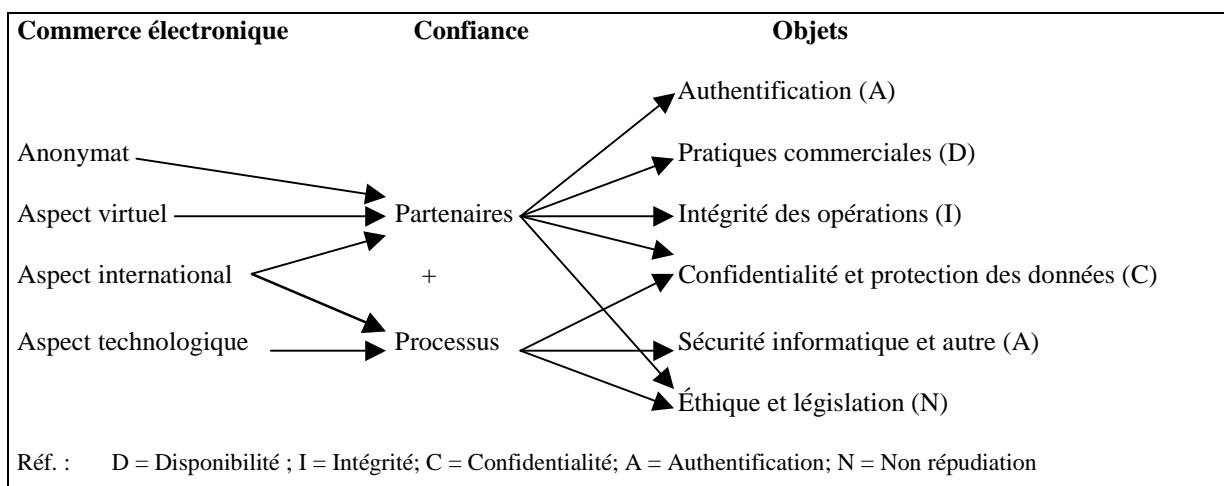 Commerce électronique Confiance Objets
Authentification (A)
Anonymat Pratiques commerciales (D)
Aspect virtuel Partenaires Intégrité des opérations (I)
Aspect international + Confidentialité et protection des données (C)
Aspect technologique Processus Sécurité informatique et autre (A)
Éthique et législation (N)
Réf. : D = Disponibilité ; I = Intégrité; C = Confidentialité; A = Authentification; N = Non répudiation